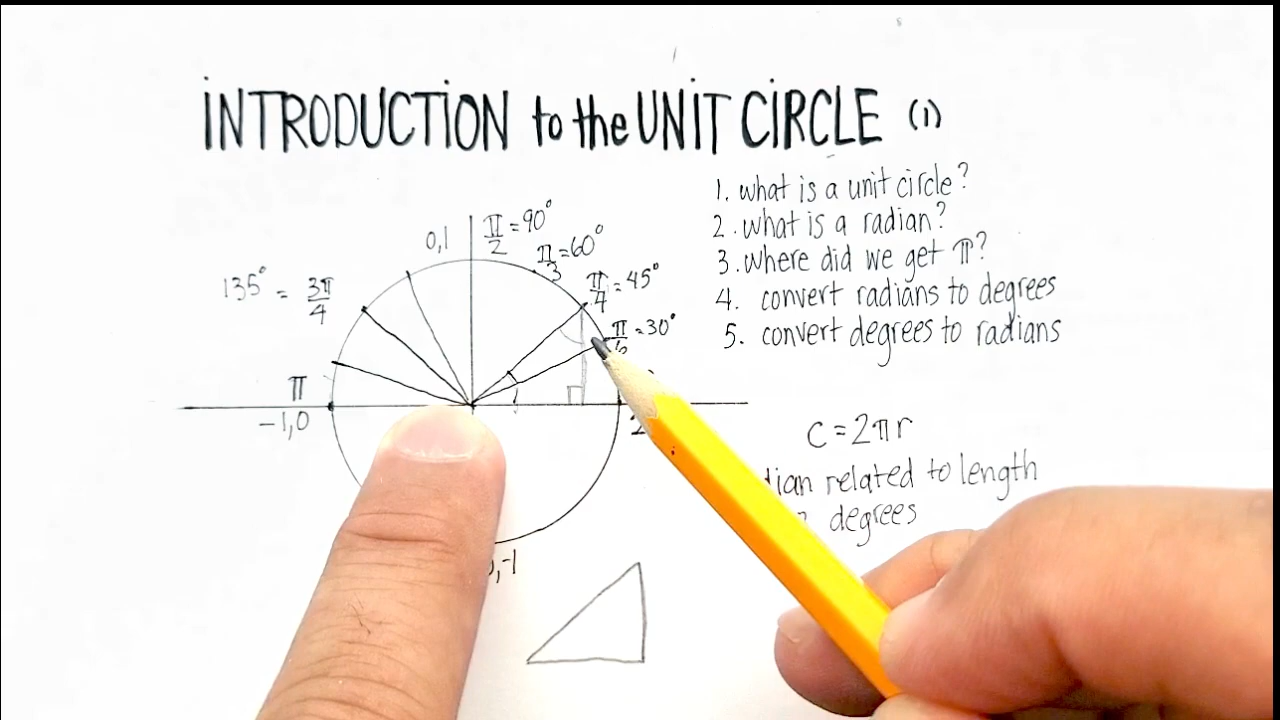 INTRODUCTION to the UNIT CIRCLE (1)
1. what is a unit circle?
2. what is a radian?
3. where did we get π?
4. convert radians to degrees
5. convert degrees to radians
0,1
π/2 = 90°
π/3 = 60°
π/4 = 45°
π/6 = 30°
135° = 3π/4
π
-1,0
C = 2πr
related to length
degrees